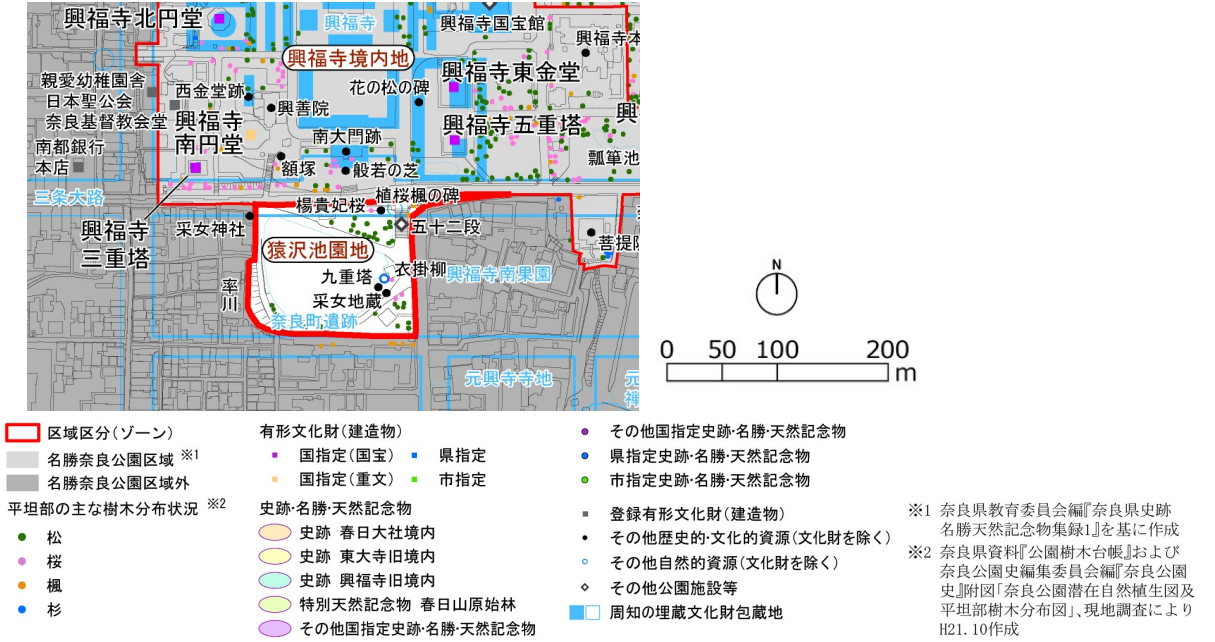 興福寺北円堂
興福寺
興福寺国宝館
興福寺本
興福寺境内地
親愛幼稚園舎
日本聖公会
奈良基督教会堂
西金堂跡
興善院
花の松の碑
興福寺東金堂
興福寺
南円堂
興福寺五重塔
興
南都銀行
本店
南大門跡
額塚
般若の芝
瓢箪池
三条大路
楊貴妃桜
植桜楓の碑
興福寺
三重塔
采女神社
五十二段
菩提院
猿沢池園地
率川
九重塔
衣掛柳
興福寺南果園
采女地蔵
奈良町遺跡
元興寺寺地
元
禅
N
0 50 100 200
m
区域区分(ゾーン)
名勝奈良公園区域 ※1
名勝奈良公園区域外
平坦部の主な樹木分布状況 ※2
松
桜
楓
杉
有形文化財(建造物)
国指定(国宝) 県指定
国指定(重文) 市指定
史跡・名勝・天然記念物
史跡 春日大社境内
史跡 東大寺旧境内
史跡 興福寺旧境内
特別天然記念物 春日山原始林
その他国指定史跡・名勝・天然記念物
その他国指定史跡・名勝・天然記念物
県指定史跡・名勝・天然記念物
市指定史跡・名勝・天然記念物
登録有形文化財(建造物)
その他歴史的・文化的資源(文化財を除く)
その他自然的資源(文化財を除く)
その他公園施設等
周知の埋蔵文化財包蔵地
※1 奈良県教育委員会編『奈良県史跡
名勝天然記念物集録1』を基に作成
※2 奈良県資料『公園樹木台帳』および
奈良公園史編集委員会編『奈良公園
史』附図「奈良公園潜在自然植生図及
平坦部樹木分布図」、現地調査により
H21.10作成